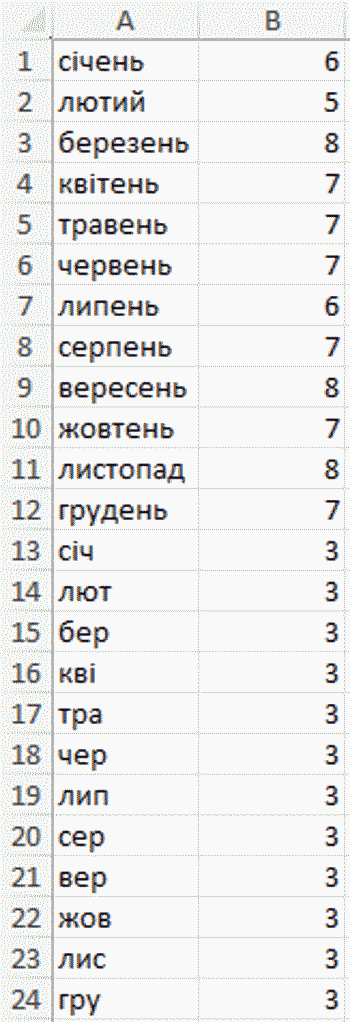 A B
1 січень 6
2 лютий 5
3 березень 8
4 квітень 7
5 травень 7
6 червень 7
7 липень 6
8 серпень 7
9 вересень 8
10 жовтень 7
11 листопад 8
12 грудень 7
13 січ 3
14 лют 3
15 бер 3
16 кві 3
17 тра 3
18 чер 3
19 лип 3
20 сер 3
21 вер 3
22 жов 3
23 лис 3
24 гру 3